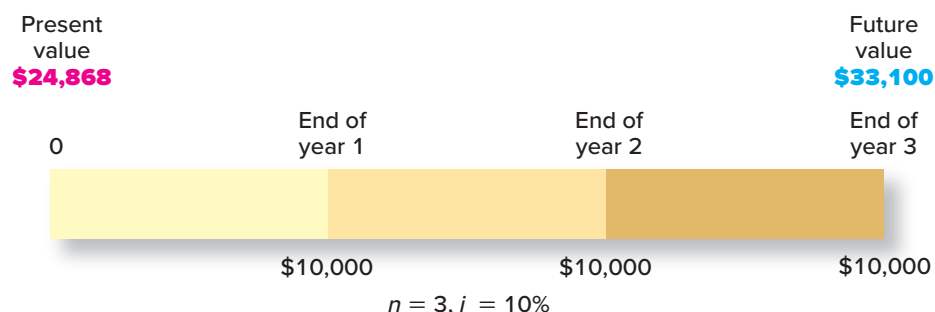 Present
value
$24,868
Future
value
$33,100
0
End of
year 1
End of
year 2
End of
year 3
$10,000
$10,000
$10,000
n = 3, i = 10%